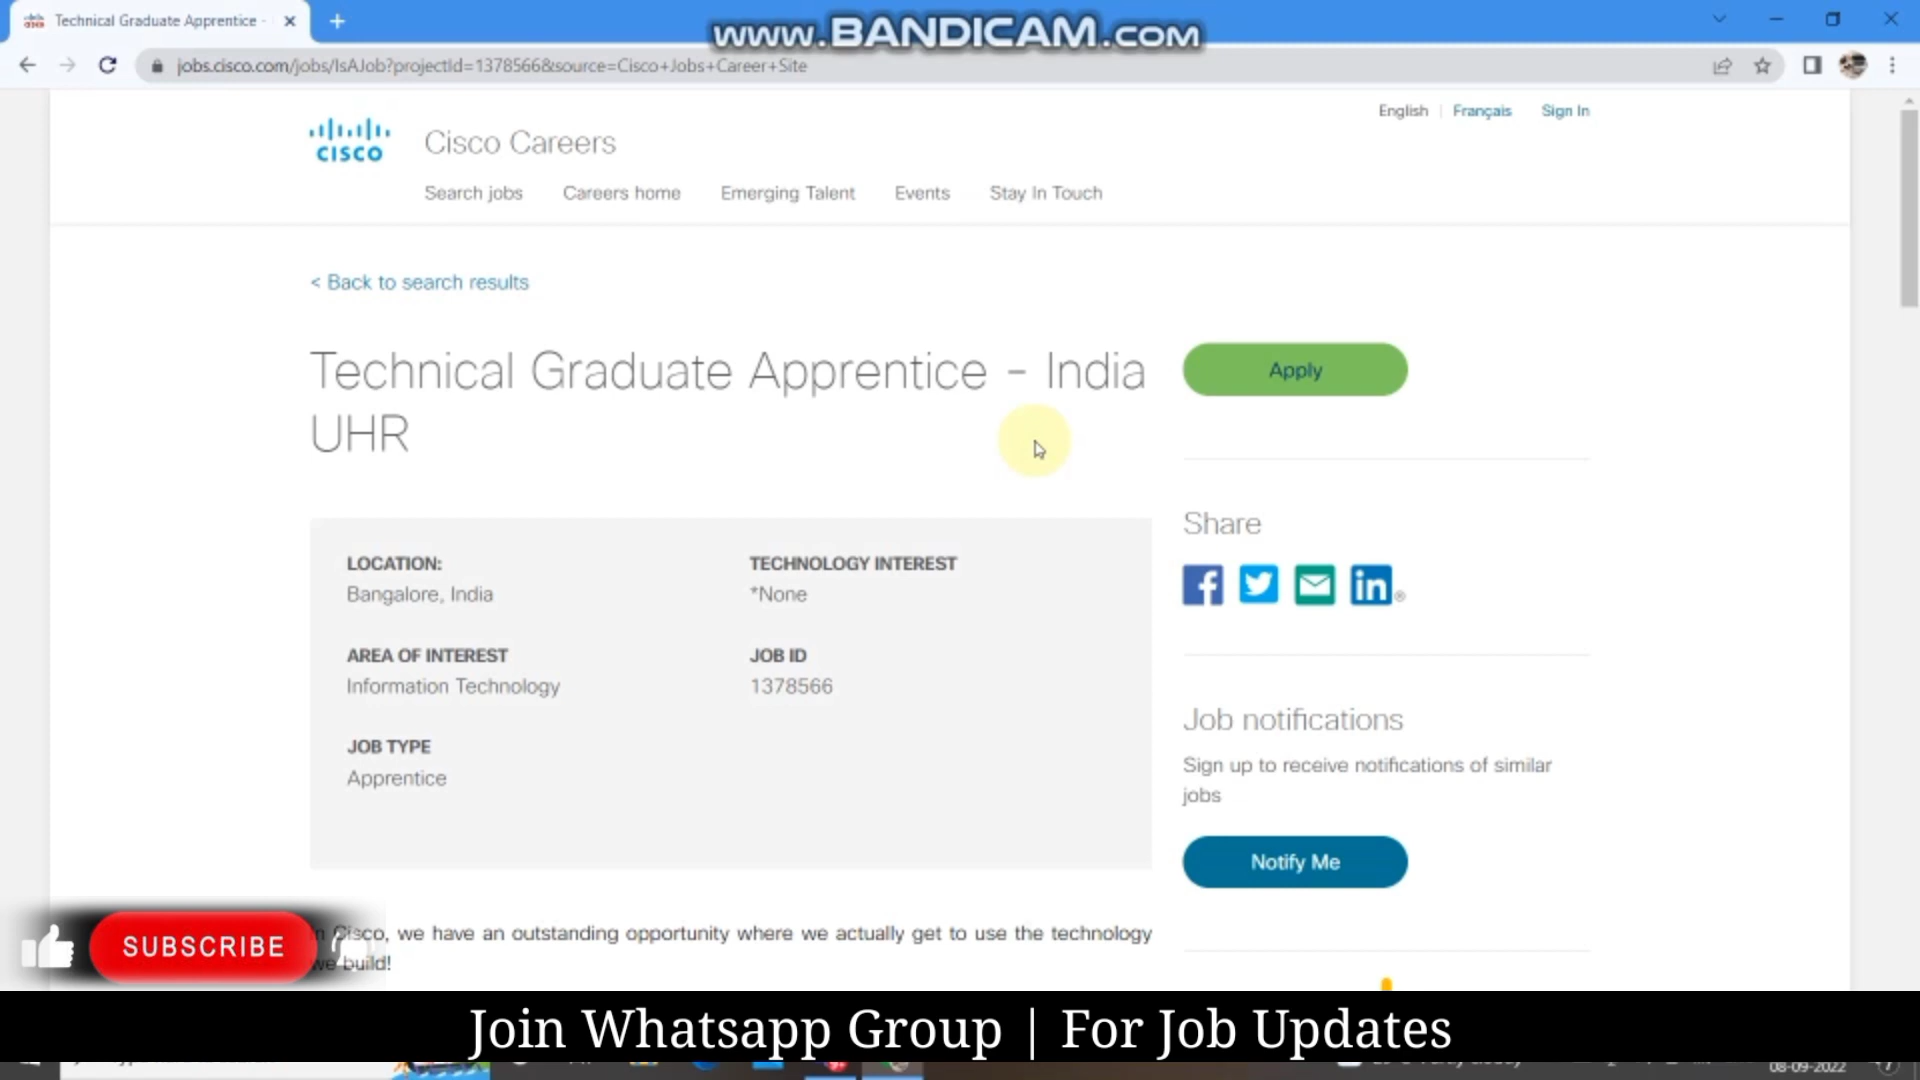 Technical Graduate Apprentice -
www.BANDICAM.com
jobs.cisco.com/jobs/IsAJob?projectId=1378566&source=Cisco+Jobs+Career+Site
English | Français Sign In
CISCO
Cisco Careers
Search jobs Careers home Emerging Talent Events Stay In Touch
< Back to search results
Technical Graduate Apprentice - India
UHR
Apply
LOCATION:
Bangalore, India
TECHNOLOGY INTEREST
*None
AREA OF INTEREST
Information Technology
JOB ID
1378566
JOB TYPE
Apprentice
Share
Job notifications
Sign up to receive notifications of similar
jobs
Notify Me
Cisco, we have an outstanding opportunity where we actually get to use the technology
we build!
SUBSCRIBE
Join Whatsapp Group | For Job Updates
08-09-2022